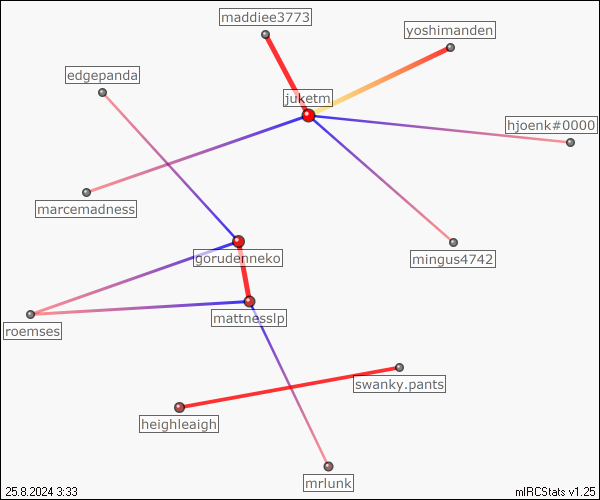 maddiee3773
yoshimanden
edgepanda
juketm
hjoenk#0000
marcemadness
gorudenneko
mingus4742
mattnesslp
roemses
swanky.pants
heighleaigh
mrlunk
25.8.2024 3:33
mIRCStats v1.25